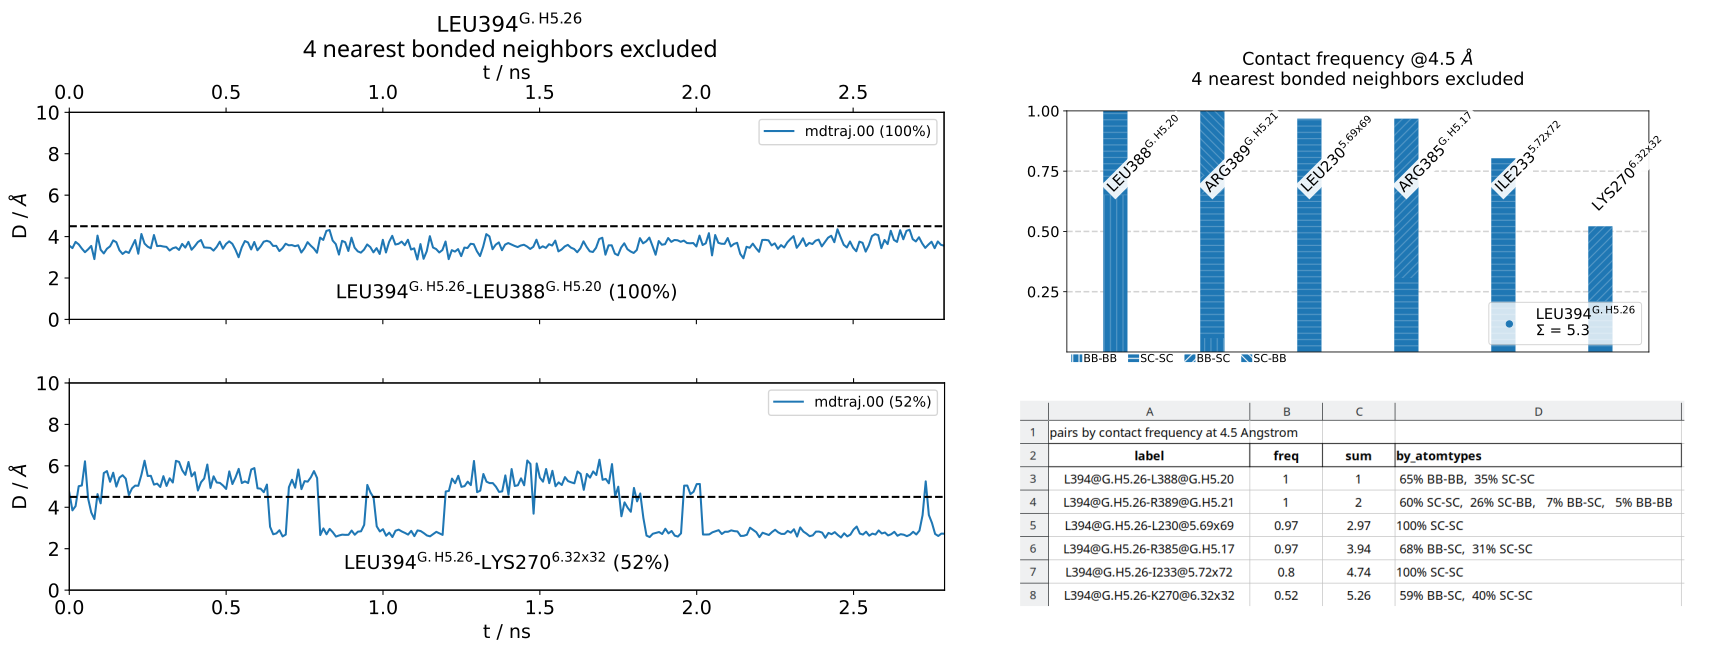 LEU394G.H5.26
4 nearest bonded neighbors excluded
t / ns
0.0 0.5 1.0 1.5 2.0 2.5
10
8
6
4
2
0
D / Å
mdtraj.00 (100%)
LEU394G.H5.26-LEU388G.H5.20 (100%)
10
8
6
4
2
0
D / Å
mdtraj.00 (52%)
LEU394G.H5.26-LYS2706.32x32 (52%)
0.0 0.5 1.0 1.5 2.0 2.5
t / ns
Contact frequency @4.5 Å
4 nearest bonded neighbors excluded
1.00
0.75
0.50
0.25
LEU388G.H5.20
ARG389G.H5.21
LEU2305.69x69
ARG385G.H5.17
ILE2335.72x72
LYS2706.32x32
LEU394G.H5.26
Σ = 5.3
BB-BB SC-SC BB-SC SC-BB
A B C D
1 pairs by contact frequency at 4.5 Angstrom
2 label freq sum by_atomtypes
3 L394@G.H5.26-L388@G.H5.20 1 1 65% BB-BB, 35% SC-SC
4 L394@G.H5.26-R389@G.H5.21 1 2 60% SC-SC, 26% SC-BB, 7% BB-SC, 5% BB-BB
5 L394@G.H5.26-L230@5.69x69 0.97 2.97 100% SC-SC
6 L394@G.H5.26-R385@G.H5.17 0.97 3.94 68% BB-SC, 31% SC-SC
7 L394@G.H5.26-I233@5.72x72 0.8 4.74 100% SC-SC
8 L394@G.H5.26-K270@6.32x32 0.52 5.26 59% BB-SC, 40% SC-SC